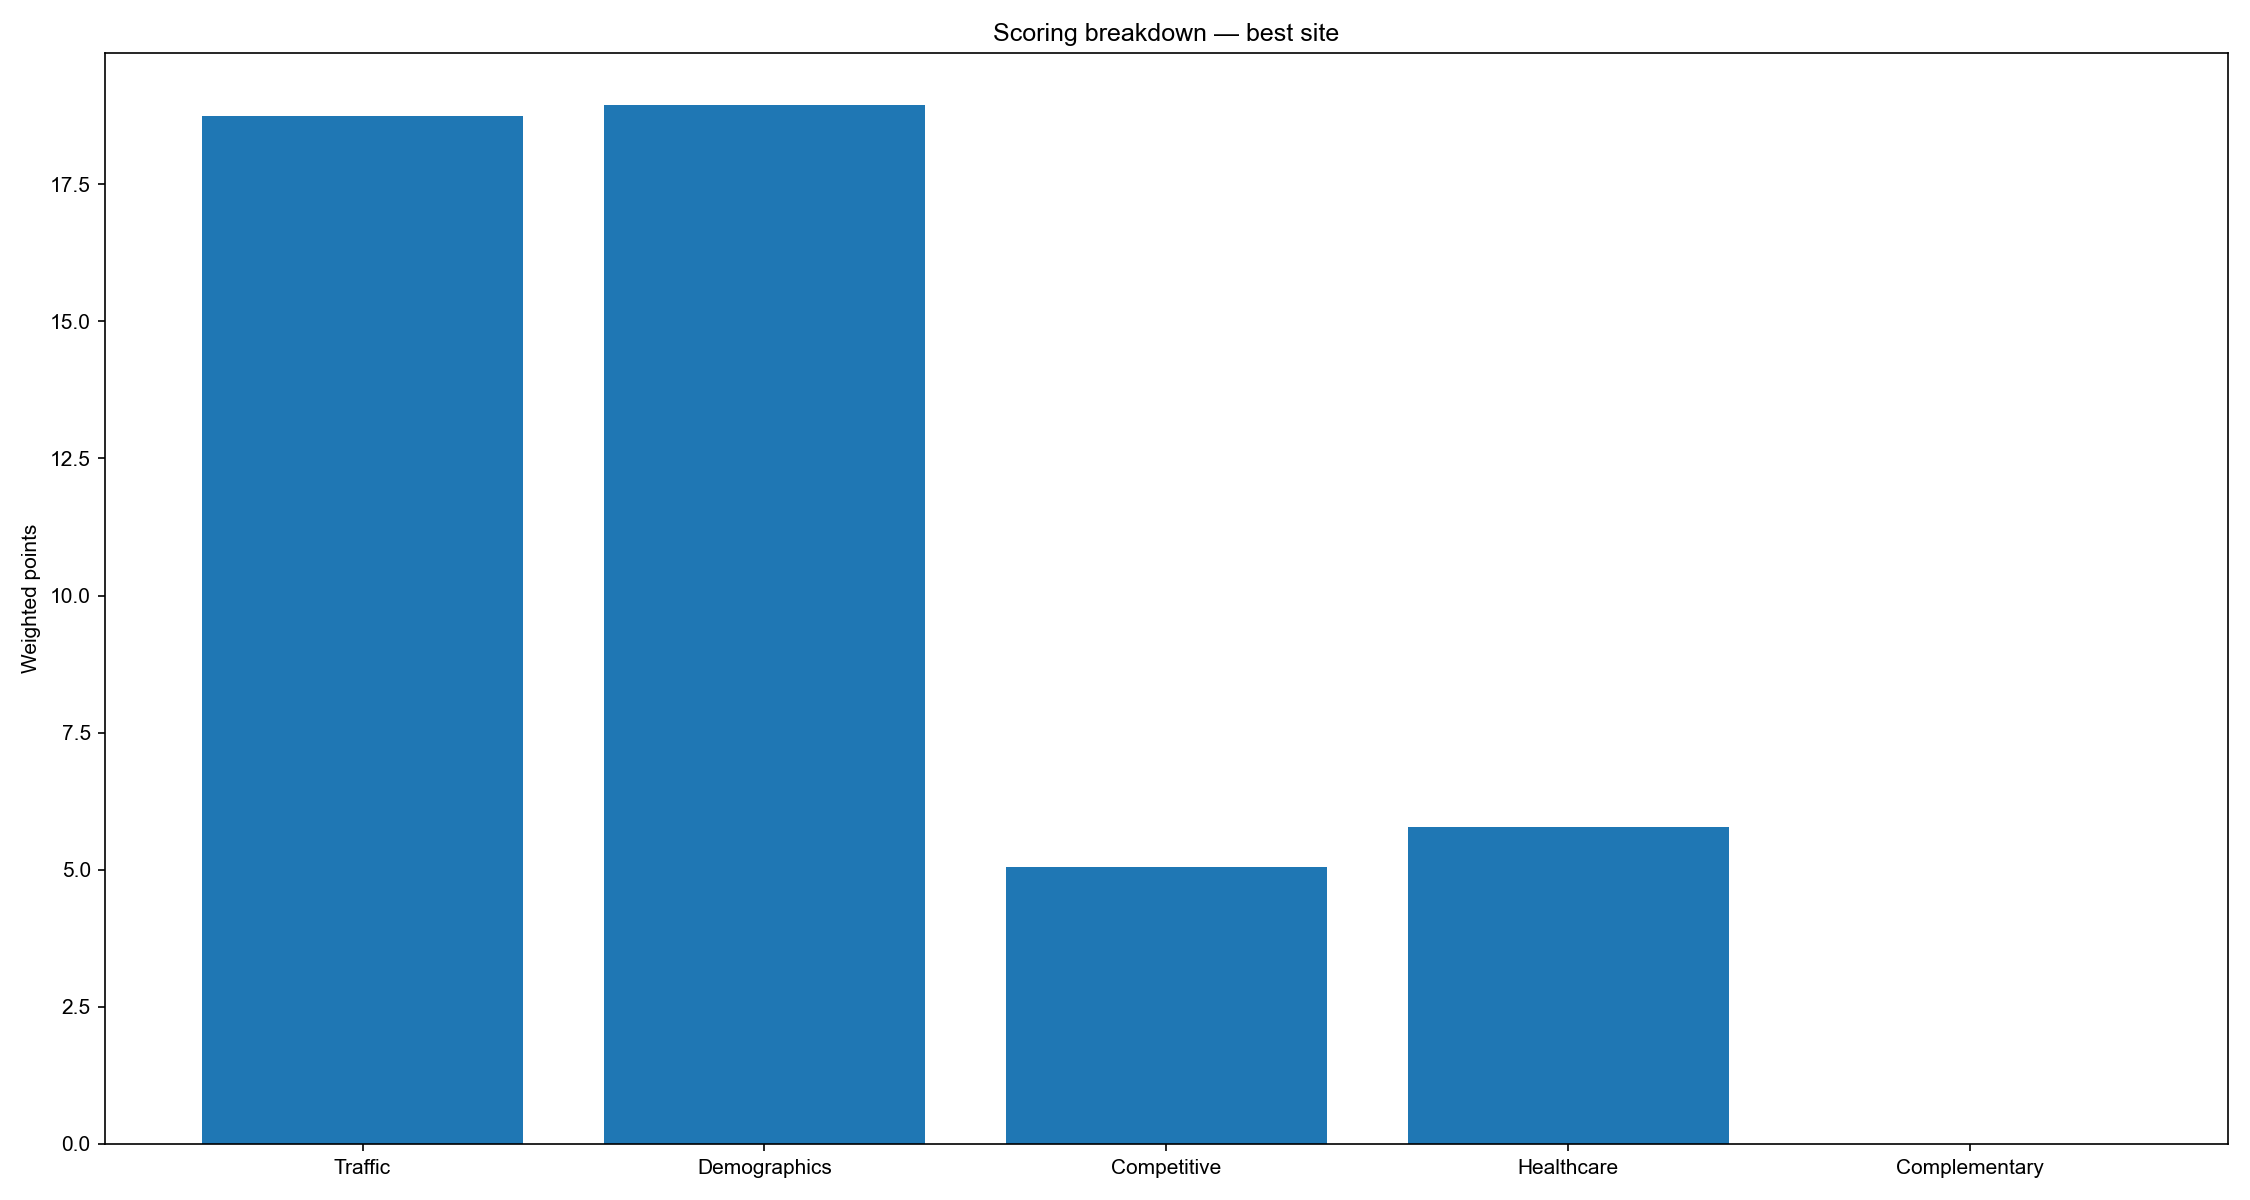 Scoring breakdown — best site
Weighted points
17.5
15.0
12.5
10.0
7.5
5.0
2.5
0.0
Traffic
Demographics
Competitive
Healthcare
Complementary